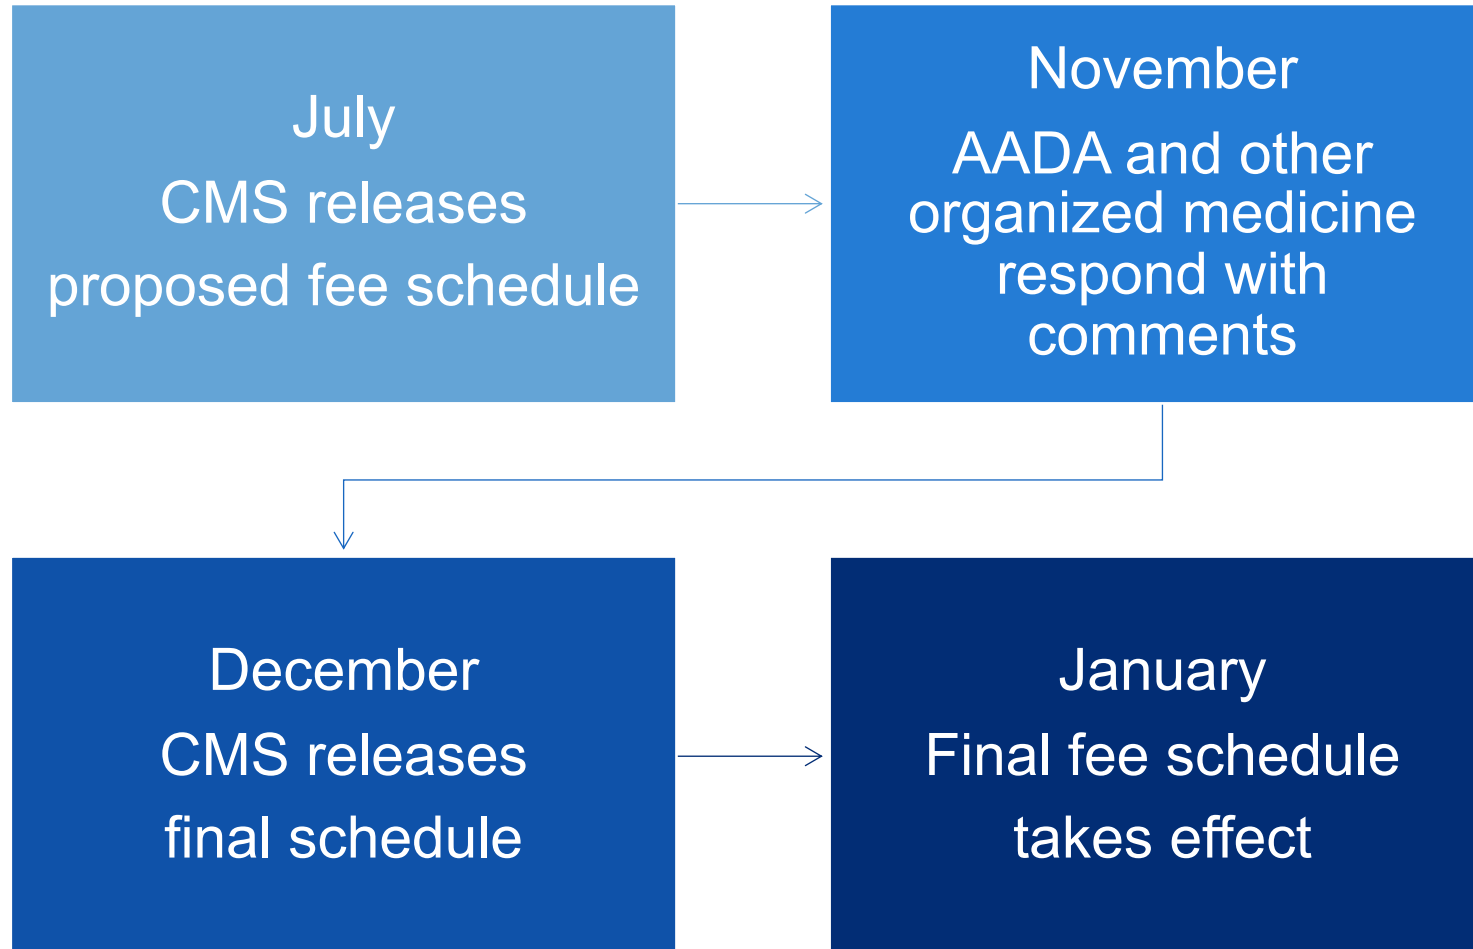 July
CMS releases
proposed fee schedule
November
AADA and other
organized medicine
respond with
comments
December
CMS releases
final schedule
January
Final fee schedule
takes effect